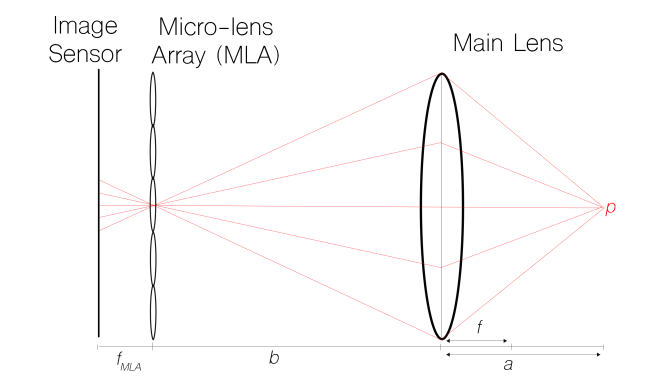 Image
Sensor
Micro-lens
Array (MLA)
Main Lens
p
f
f_MLA
b
a